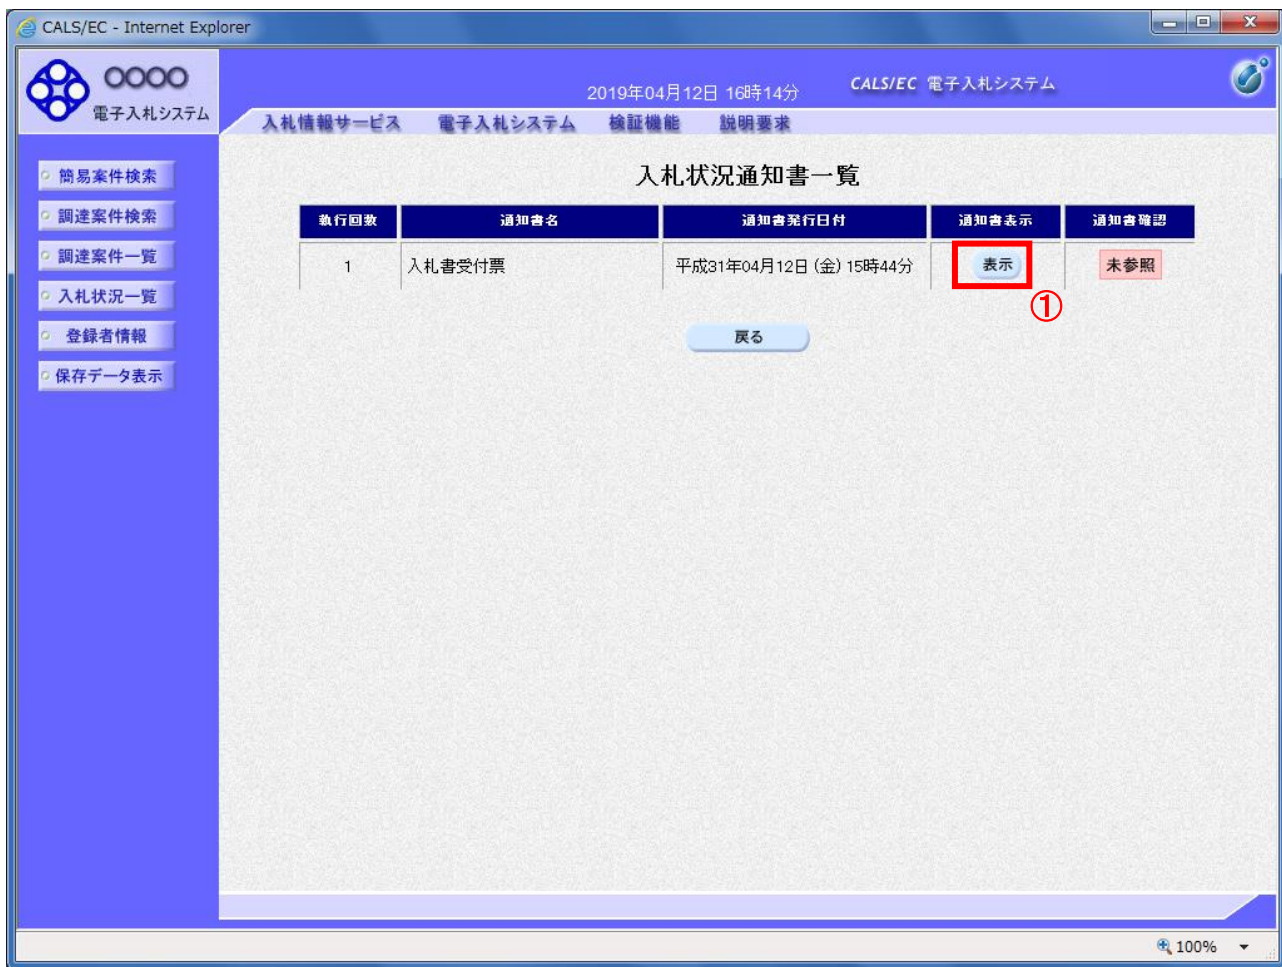 CALS/EC - Internet Explorer
〇〇〇〇
電子入札システム
2019年04月12日 16時14分
CALS/EC 電子入札システム
入札情報サービス 電子入札システム 検証機能 説明要求
簡易案件検索
調達案件検索
調達案件一覧
入札状況一覧
登録者情報
保存データ表示
入札状況通知書一覧
執行回数 通知書名 通知書発行日付 通知書表示 通知書確認
1 入札書受付票 平成31年04月12日 (金) 15時44分 表示 未参照
①
戻る
100%